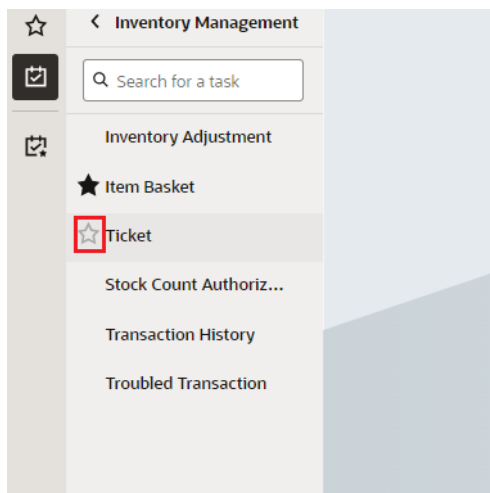 Inventory Management
Search for a task
Inventory Adjustment
Item Basket
Ticket
Stock Count Authoriz...
Transaction History
Troubled Transaction